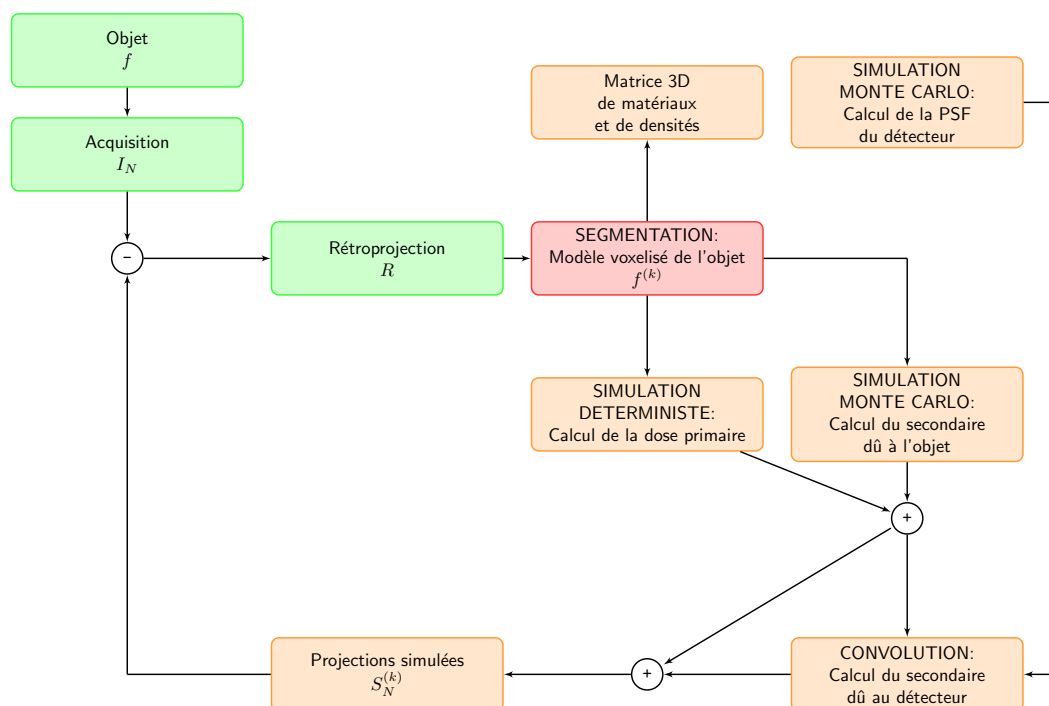 Objet
f
Acquisition
I_N
−
Rétroprojection
R
Matrice 3D
de matériaux
et de densités
SEGMENTATION:
Modèle voxelisé de l'objet
f^{(k)}
SIMULATION
MONTE CARLO:
Calcul de la PSF
du détecteur
SIMULATION
DETERMINISTE:
Calcul de la dose primaire
SIMULATION
MONTE CARLO:
Calcul du secondaire
dû à l'objet
+
Projections simulées
S_N^{(k)}
+
CONVOLUTION:
Calcul du secondaire
dû au détecteur